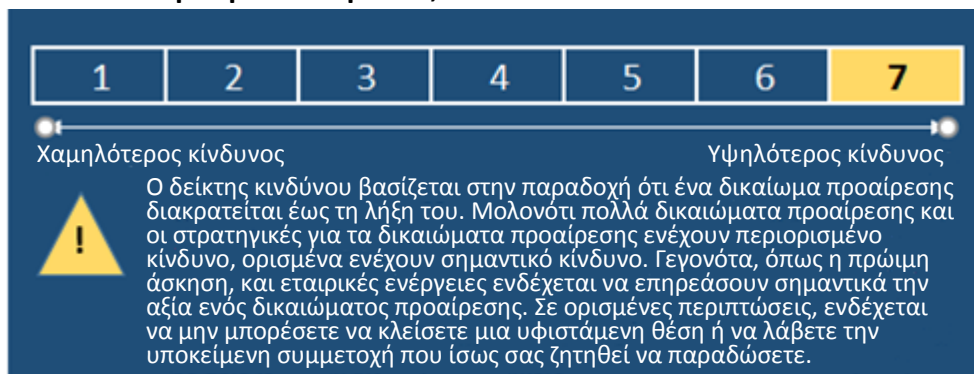 1 2 3 4 5 6 7
Χαμηλότερος κίνδυνος Υψηλότερος κίνδυνος
Ο δείκτης κινδύνου βασίζεται στην παραδοχή ότι ένα δικαίωμα προαίρεσης
διακρατείται έως τη λήξη του. Μολονότι πολλά δικαιώματα προαίρεσης και
! οι στρατηγικές για τα δικαιώματα προαίρεσης ενέχουν περιορισμένο
κίνδυνο, ορισμένα ενέχουν σημαντικό κίνδυνο. Γεγονότα, όπως η πρώιμη
άσκηση, και εταιρικές ενέργειες ενδέχεται να επηρεάσουν σημαντικά την
αξία ενός δικαιώματος προαίρεσης. Σε ορισμένες περιπτώσεις, ενδέχεται
να μην μπορέσετε να κλείσετε μια υφιστάμενη θέση ή να λάβετε την
υποκείμενη συμμετοχή που ίσως σας ζητηθεί να παραδώσετε.